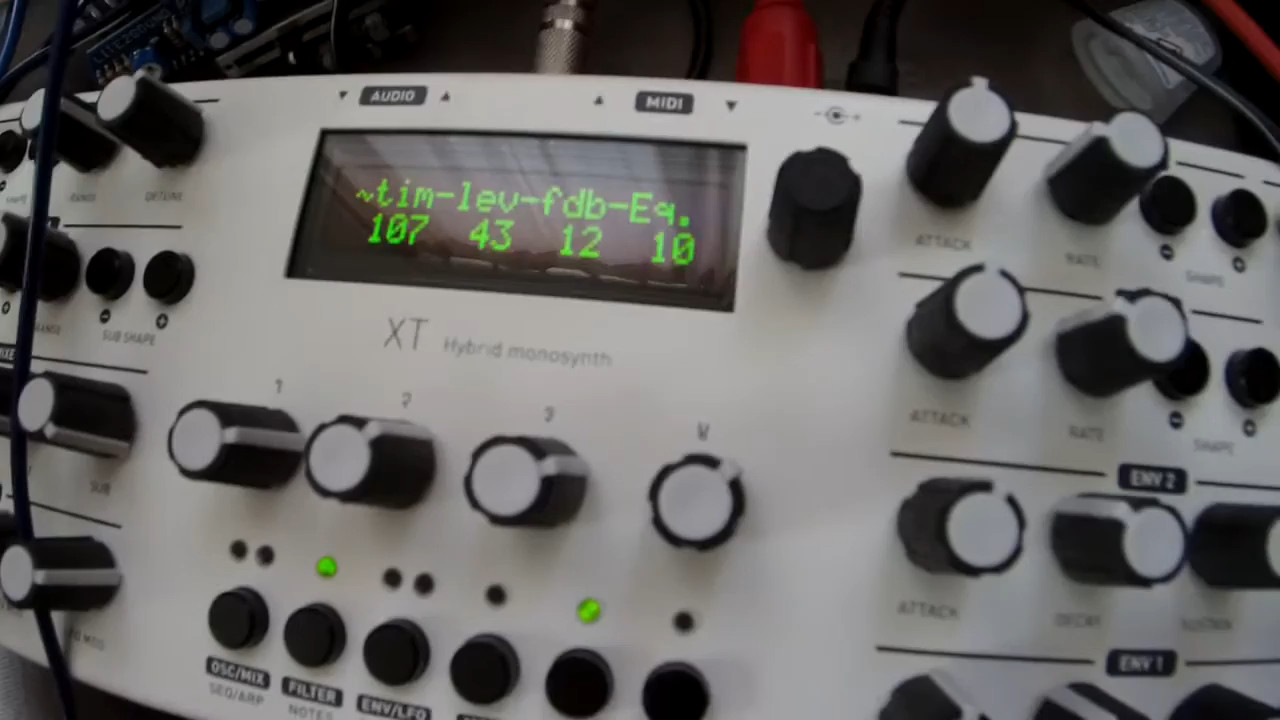 ▼ AUDIO ▲
▲ MIDI ▼
~tim-lev-fdb-Eq.
107 43 12 10
XT Hybrid monosynth
RANGE DETUNE
SUB SHAPE
SUB
1 2 3
ATTACK RATE SHAPE
ATTACK RATE SHAPE
ENV 2
ATTACK DECAY SUSTAIN
ENV 1
OSC/MIX FILTER ENV/LFO
SEQ/ARP NOTES